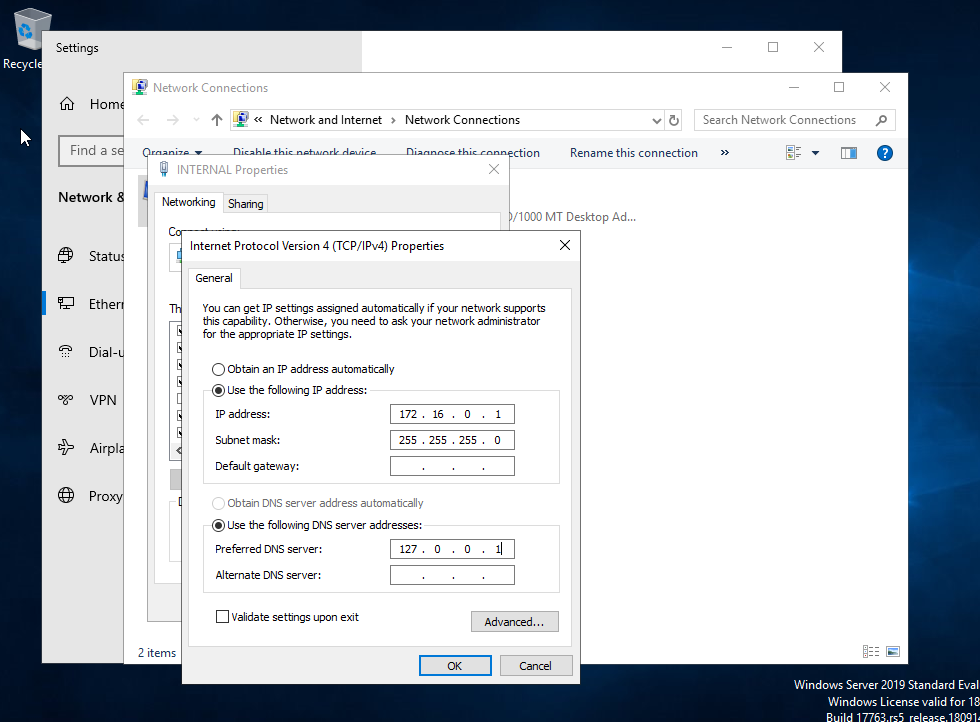 Recycle
Settings
Network Connections
Home
« Network and Internet › Network Connections
Search Network Connections
Find a se
Organize
Disable this network device
Diagnose this connection
Rename this connection
»
INTERNAL Properties
Network &
Networking
Sharing
D/1000 MT Desktop Ad...
Connect using:
Internet Protocol Version 4 (TCP/IPv4) Properties
Status
General
Ethern
Th
You can get IP settings assigned automatically if your network supports
this capability. Otherwise, you need to ask your network administrator
for the appropriate IP settings.
Dial-u
Obtain an IP address automatically
Use the following IP address:
VPN
IP address:
172 . 16 . 0 . 1
Subnet mask:
255 . 255 . 255 . 0
Airpla
Default gateway:
. . .
Proxy
Obtain DNS server address automatically
Use the following DNS server addresses:
Preferred DNS server:
127 . 0 . 0 . 1
Alternate DNS server:
. . .
Validate settings upon exit
Advanced...
2 items
OK
Cancel
Windows Server 2019 Standard Eval
Windows License valid for 18
Build 17763.rs5_release.18091